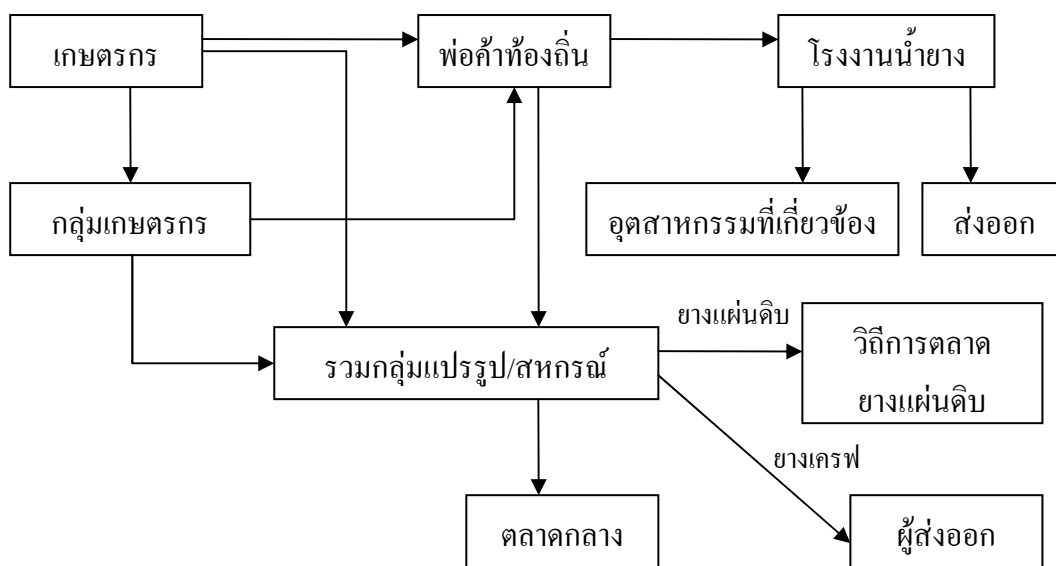 เกษตรกร
พ่อค้าท้องถิ่น
โรงงานน้ำยาง
กลุ่มเกษตรกร
อุตสาหกรรมที่เกี่ยวข้อง
ส่งออก
ยางแผ่นดิบ
รวมกลุ่มแปรรูป/สหกรณ์
วิถีการตลาด
ยางแผ่นดิบ
ยางเครฟ
ตลาดกลาง
ผู้ส่งออก